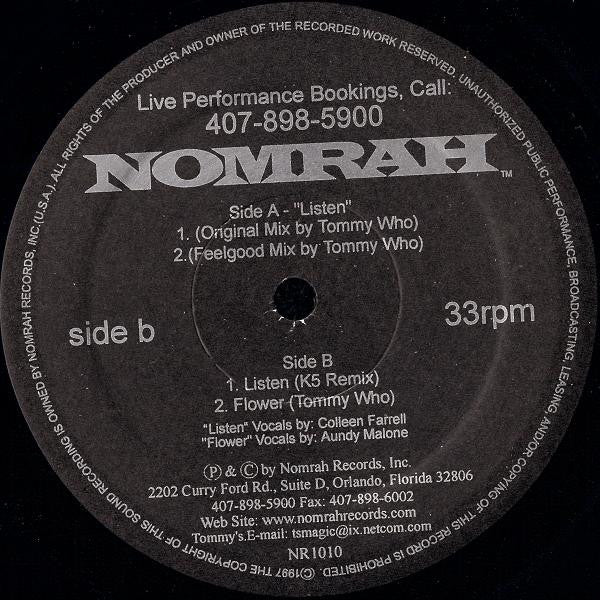 Live Performance Bookings, Call:
407-898-5900
NOMRAH™
Side A - "Listen"
1. (Original Mix by Tommy Who)
2.(Feelgood Mix by Tommy Who)
side b
33rpm
Side B
1. Listen (K5 Remix)
2. Flower (Tommy Who)
"Listen" Vocals by: Colleen Farrell
"Flower" Vocals by: Aundy Malone
Ⓟ & Ⓒ by Nomrah Records, Inc.
2202 Curry Ford Rd., Suite D, Orlando, Florida 32806
407-898-5900 Fax: 407-898-6002
Web Site: www.nomrahrecords.com
Tommy's.E-mail: tsmagic@ix.netcom.com
NR1010
©1997 THE COPYRIGHT OF THIS SOUND RECORDING IS OWNED BY NOMRAH RECORDS, INC.(U.S.A.), ALL RIGHTS OF THE PRODUCER AND OWNER OF THE RECORDED WORK RESERVED. UNAUTHORIZED PUBLIC PERFORMANCE, BROADCASTING, LEASING, AND/OR COPYING OF THIS RECORD IS PROHIBITED.